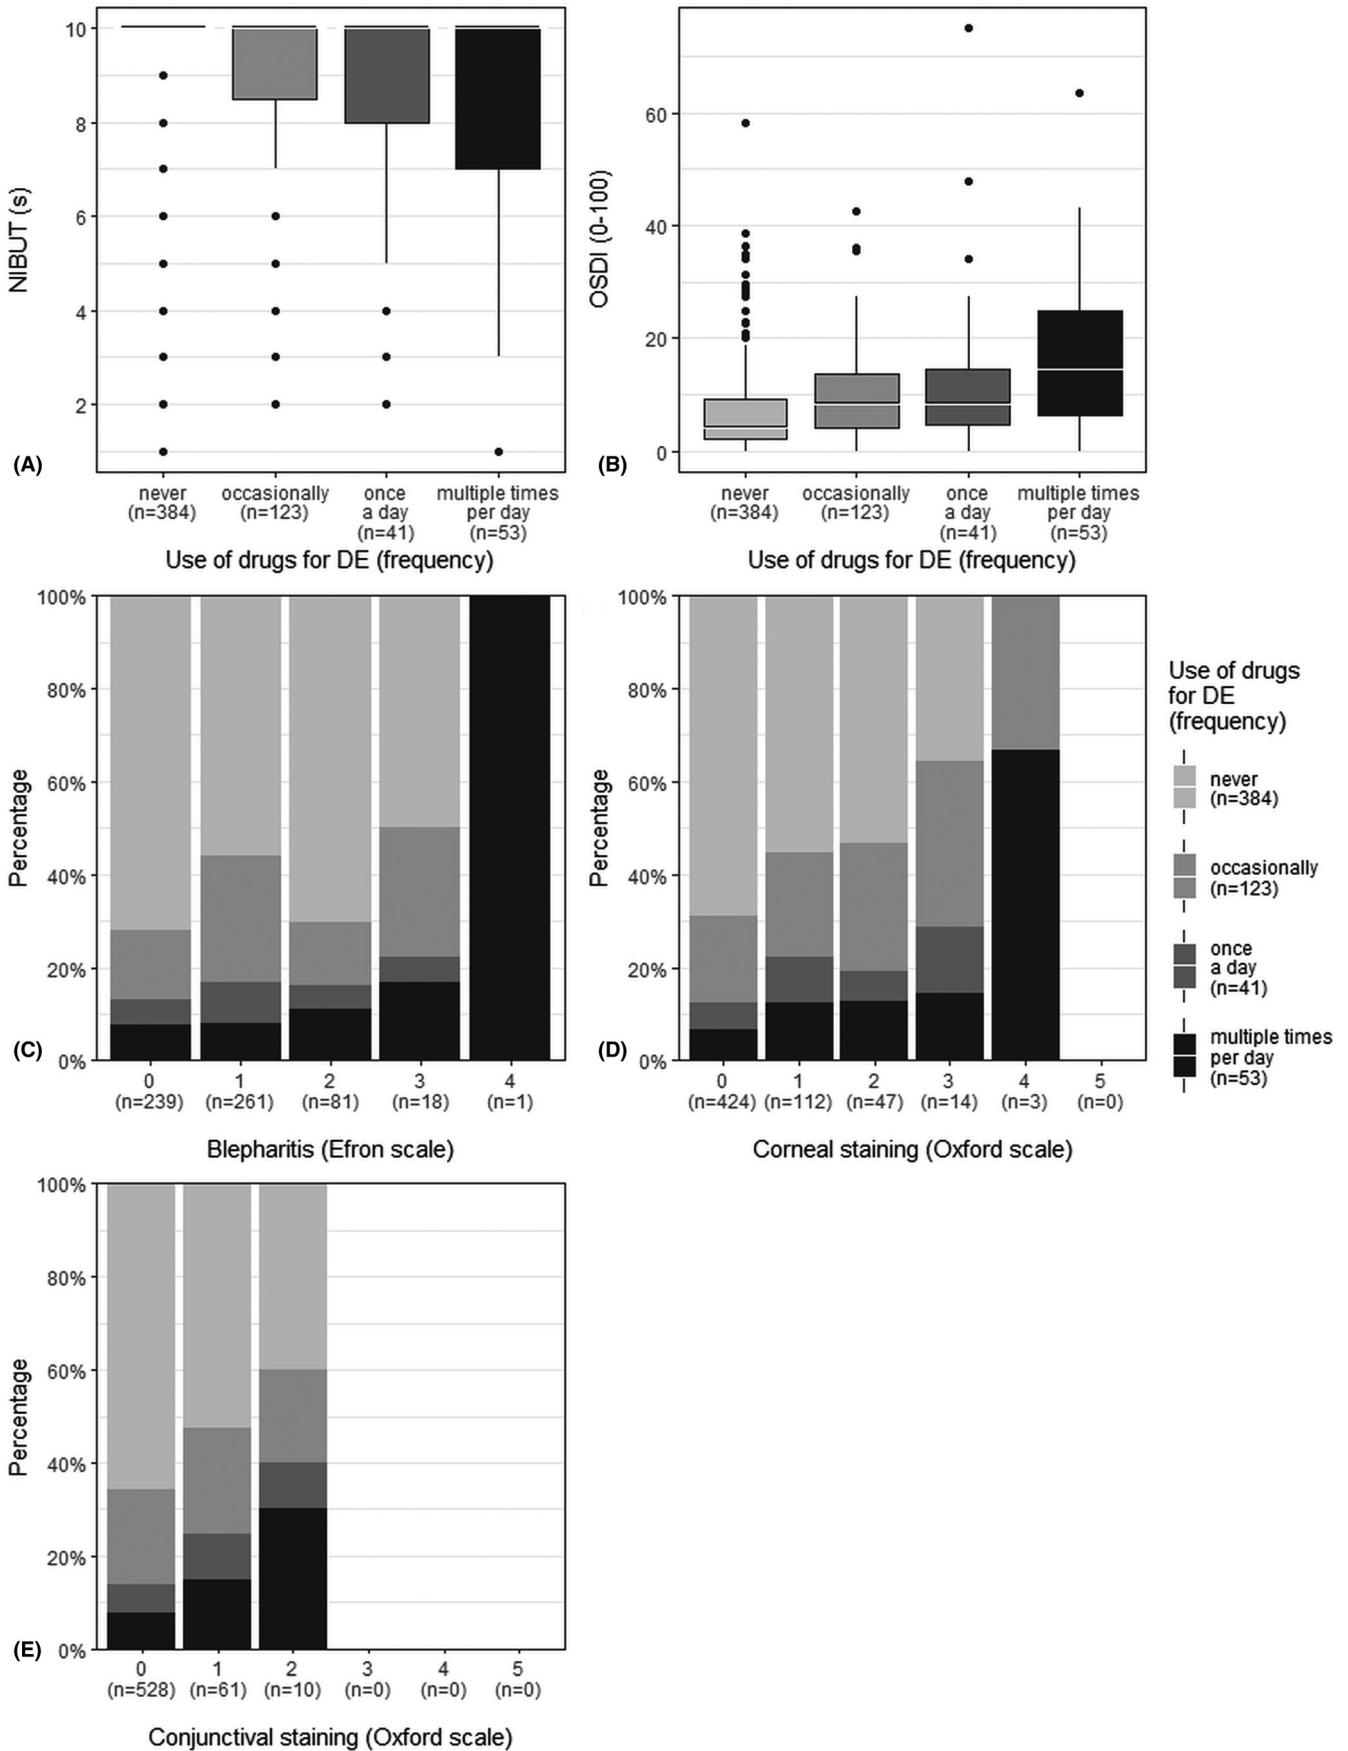 10
8
6
4
2
NIBUT (s)
(A)
never
(n=384)
occasionally
(n=123)
once
a day
(n=41)
multiple times
per day
(n=53)
Use of drugs for DE (frequency)
60
40
20
0
OSDI (0-100)
(B)
never
(n=384)
occasionally
(n=123)
once
a day
(n=41)
multiple times
per day
(n=53)
Use of drugs for DE (frequency)
100%
80%
60%
40%
20%
0%
Percentage
(C)
0
(n=239)
1
(n=261)
2
(n=81)
3
(n=18)
4
(n=1)
Blepharitis (Efron scale)
100%
80%
60%
40%
20%
0%
Percentage
(D)
0
(n=424)
1
(n=112)
2
(n=47)
3
(n=14)
4
(n=3)
5
(n=0)
Corneal staining (Oxford scale)
Use of drugs
for DE
(frequency)
never
(n=384)
occasionally
(n=123)
once
a day
(n=41)
multiple times
per day
(n=53)
100%
80%
60%
40%
20%
0%
Percentage
(E)
0
(n=528)
1
(n=61)
2
(n=10)
3
(n=0)
4
(n=0)
5
(n=0)
Conjunctival staining (Oxford scale)